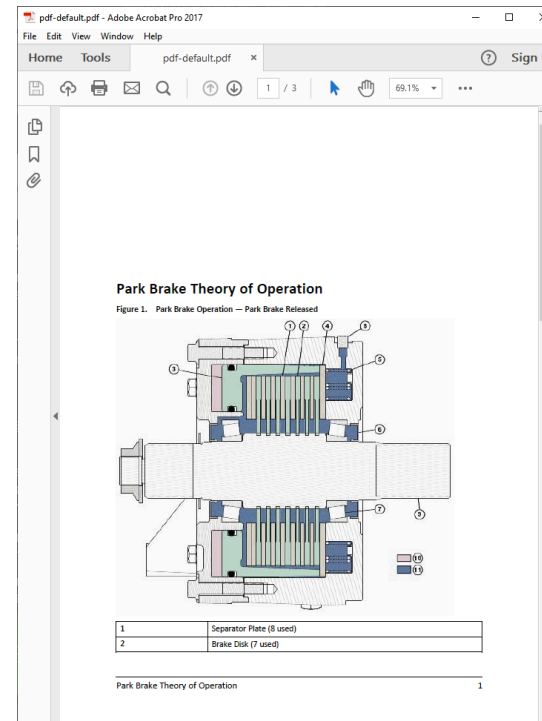 pdf-default.pdf - Adobe Acrobat Pro 2017
File Edit View Window Help
Home Tools pdf-default.pdf × ? Sign
1 / 3 69.1%
Park Brake Theory of Operation
Figure 1. Park Brake Operation — Park Brake Released
1 2 4 8
3 5
6
7
9
10
11
1 Separator Plate (8 used)
2 Brake Disk (7 used)
Park Brake Theory of Operation 1